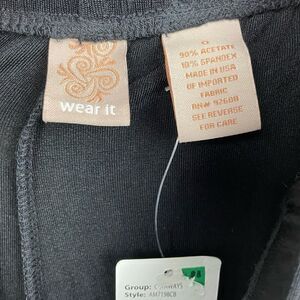 wear it
90% ACETATE
10% SPANDEX
MADE IN USA
OF IMPORTED
FABRIC
RN# 92608
SEE REVERSE
FOR CARE
Group:
Style: